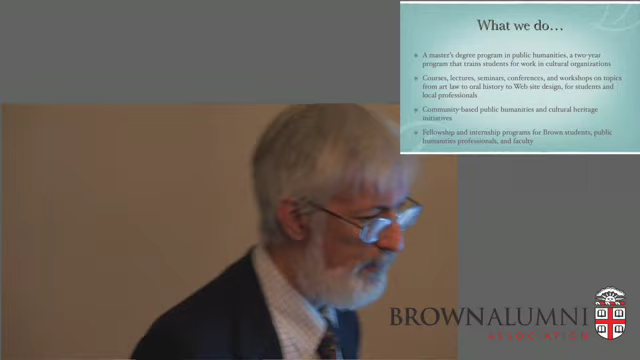 What we do…
A master's degree program in public humanities, a two-year
program that trains students for work in cultural organizations
Courses, lectures, seminars, conferences, and workshops on topics
from art law to oral history to Web site design, for students and
local professionals
Community-based public humanities and cultural heritage
initiatives
Fellowship and internship programs for Brown students, public
humanities professionals, and faculty
BROWNALUMNI
ASSOCIATION